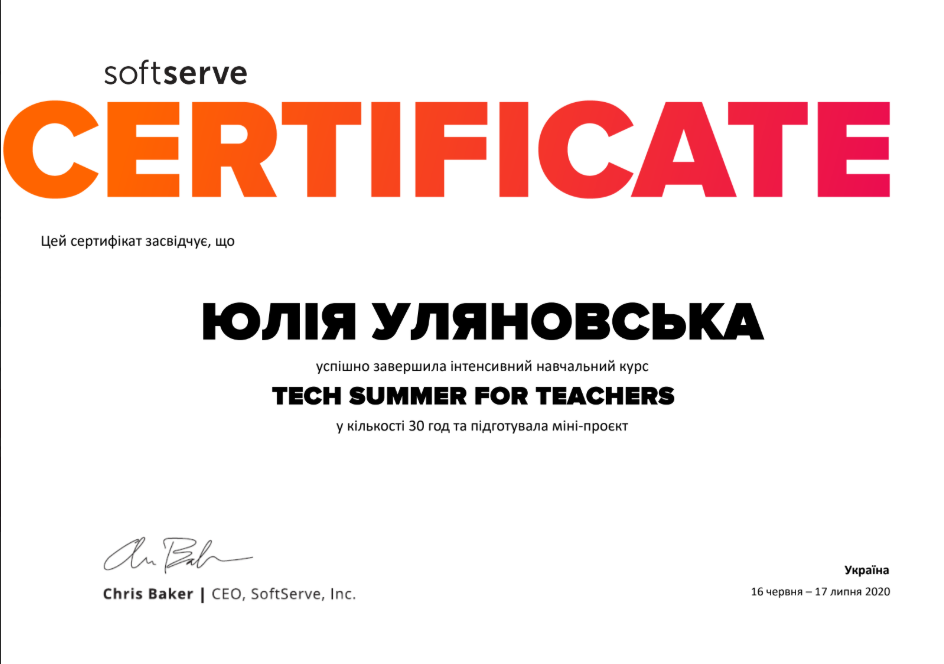 softserve
CERTIFICATE
Цей сертифікат засвідчує, що
ЮЛІЯ УЛЯНОВСЬКА
успішно завершила інтенсивний навчальний курс
TECH SUMMER FOR TEACHERS
у кількості 30 год та підготувала міні-проєкт
Chris Baker | CEO, SoftServe, Inc.
Україна
16 червня – 17 липня 2020